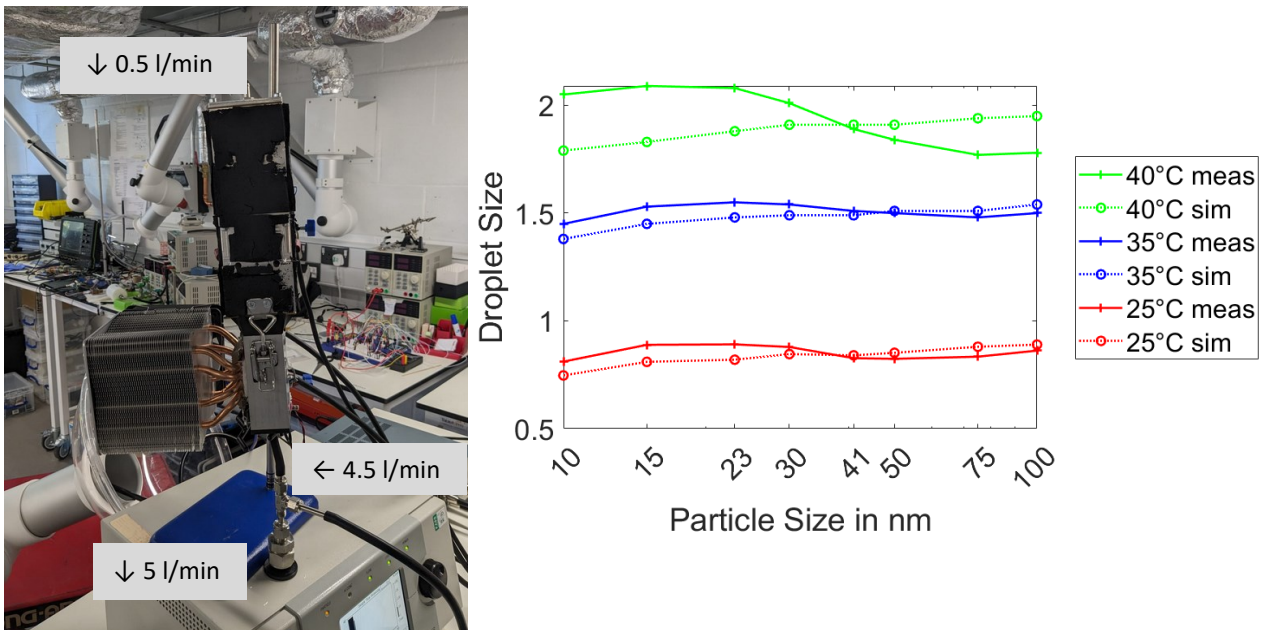 ↓ 0.5 l/min
← 4.5 l/min
↓ 5 l/min
Droplet Size
2
1.5
1
0.5
10
15
23
30
41
50
75
100
Particle Size in nm
40°C meas
40°C sim
35°C meas
35°C sim
25°C meas
25°C sim